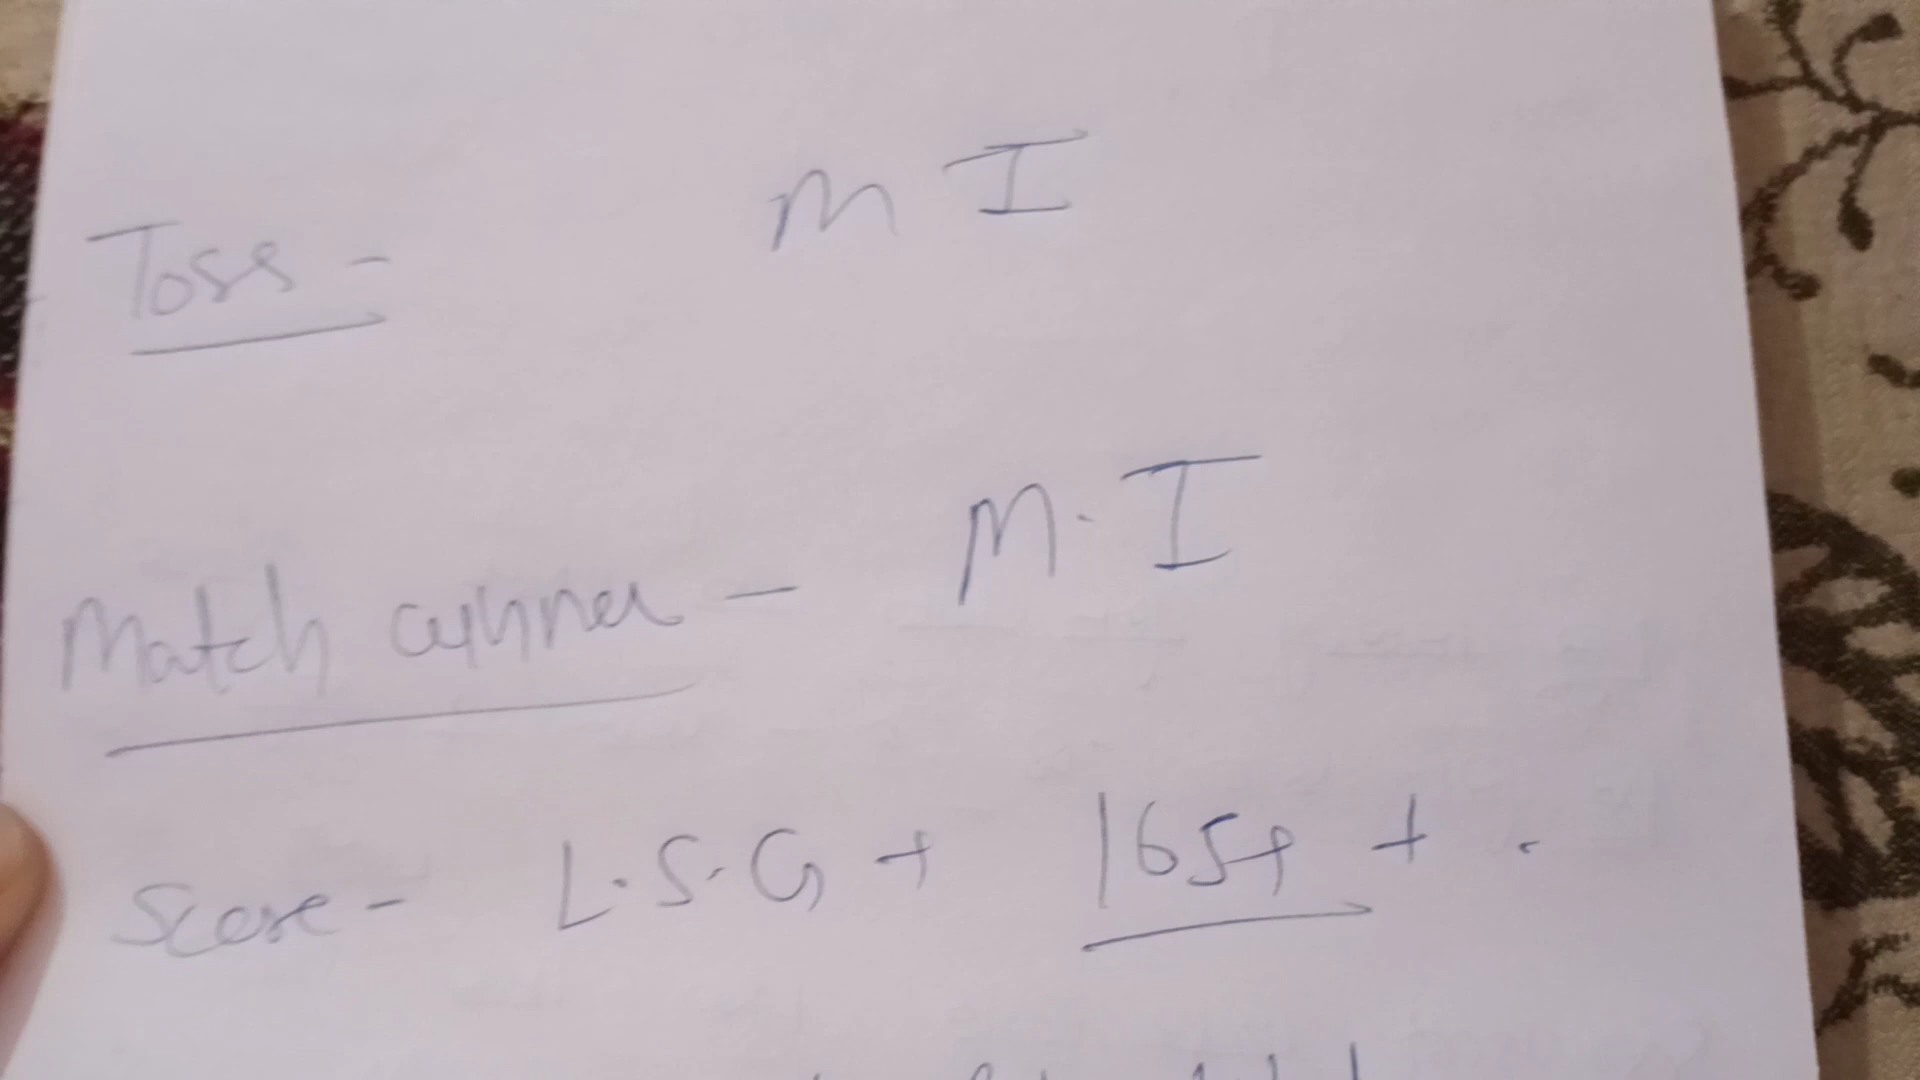 Toss - M I
Match winner - M.I
Score - L.S.G + 165+ + .